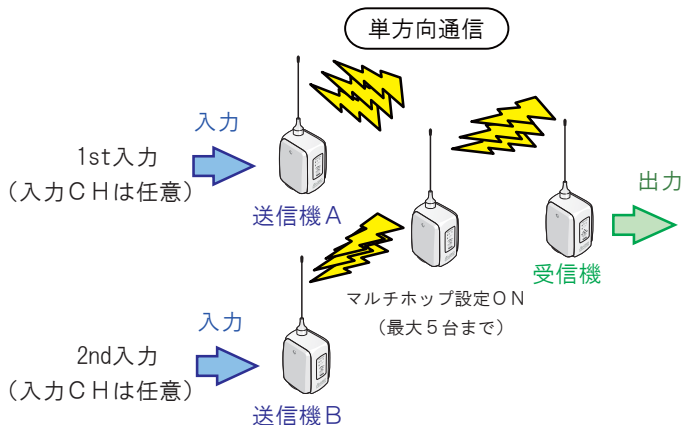 単方向通信
入力
1st入力
（入力ＣＨは任意）
送信機Ａ
出力
受信機
マルチホップ設定ＯＮ
（最大５台まで）
入力
2nd入力
（入力ＣＨは任意）
送信機Ｂ